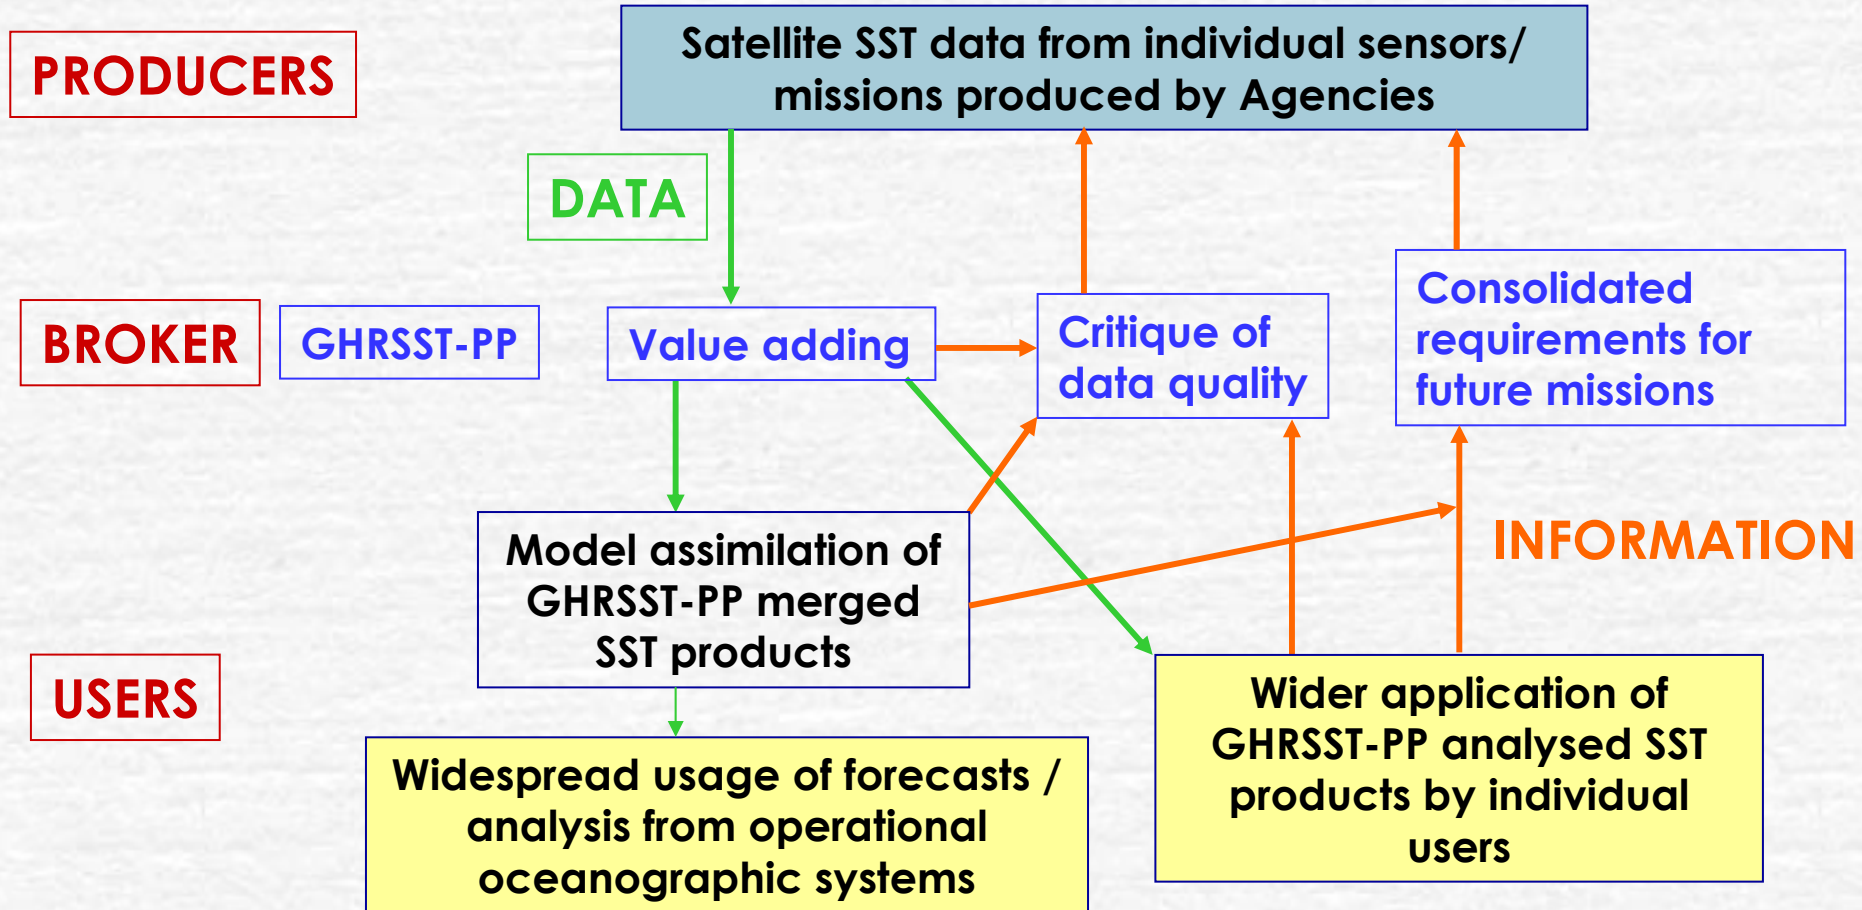 PRODUCERS
Satellite SST data from individual sensors/
missions produced by Agencies
DATA
BROKER
GHRSST-PP
Value adding
Critique of
data quality
Consolidated
requirements for
future missions
INFORMATION
Model assimilation of
GHRSST-PP merged
SST products
USERS
Widespread usage of forecasts /
analysis from operational
oceanographic systems
Wider application of
GHRSST-PP analysed SST
products by individual
users